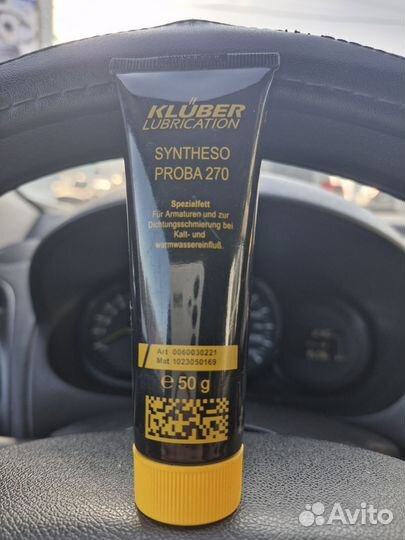 KLÜBER
LUBRICATION
SYNTHESO
PROBA 270
Spezialfett
Für Armaturen und zur
Dichtungsschmierung bei
Kalt- und
warmwassereinfluß.
Art 0060030221
Mat 1023050169
℮ 50 g
Avito